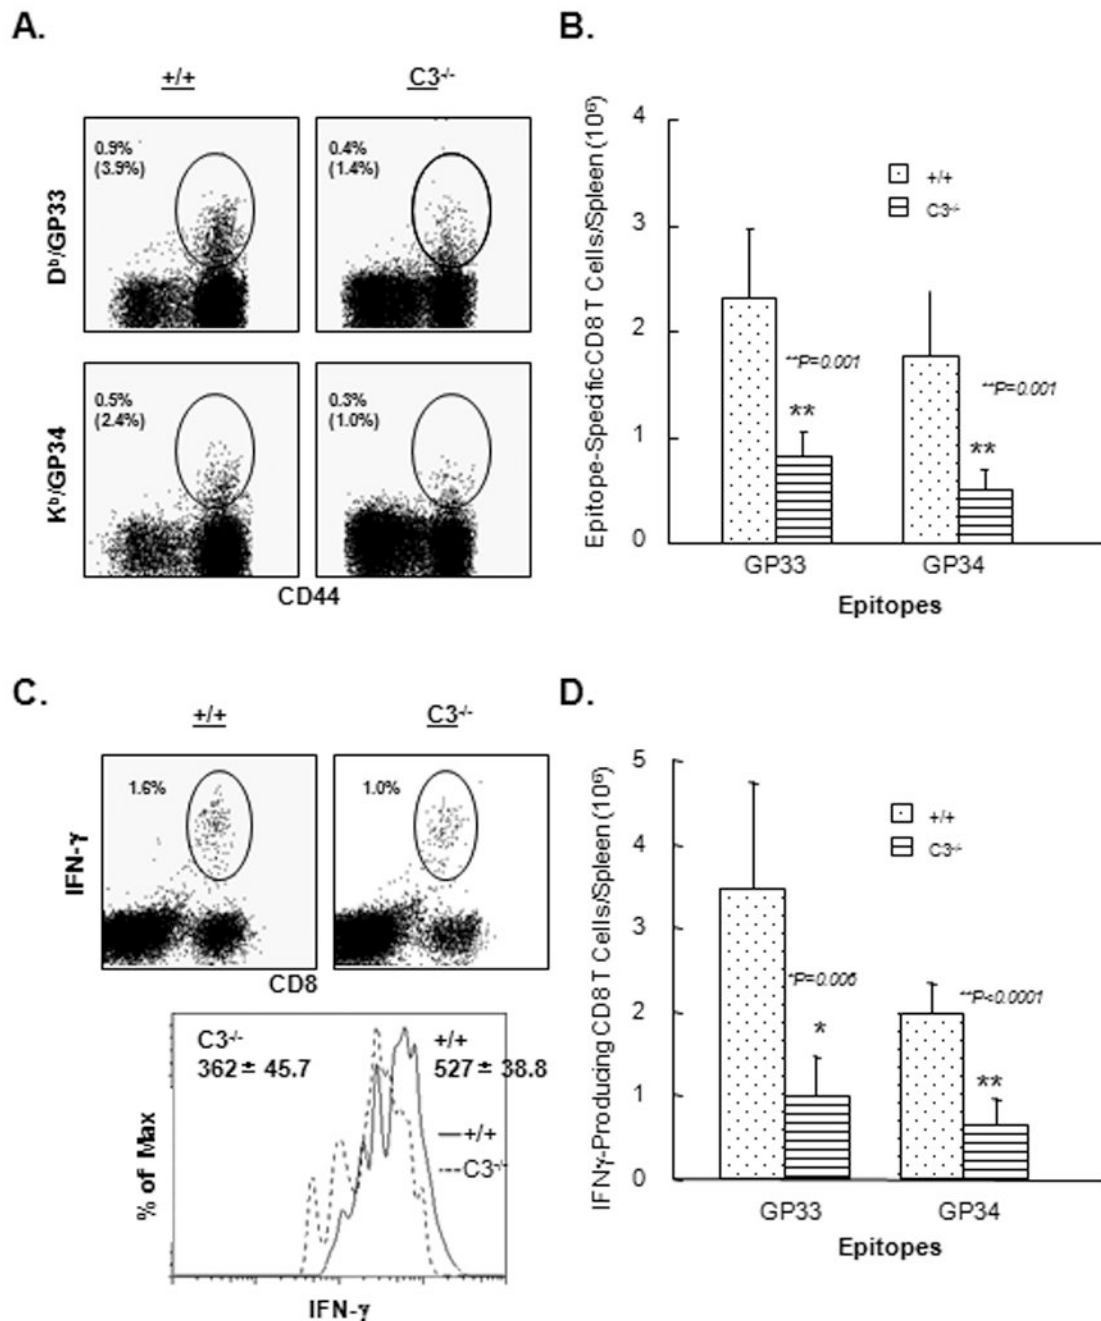 A.
+/+
C3-/-
Dᵇ/GP33
0.9%
(3.9%)
0.4%
(1.4%)
Kᵇ/GP34
0.5%
(2.4%)
0.3%
(1.0%)
CD44
B.
Epitope-Specific CD8 T Cells/Spleen (10⁶)
4
3
2
1
0
+/+
C3-/-
**P=0.001
**
**P=0.001
**
GP33
GP34
Epitopes
C.
+/+
C3-/-
IFN-γ
1.6%
1.0%
CD8
% of Max
C3-/-
362 ± 45.7
+/+
527 ± 38.8
+/+
C3-/-
IFN-γ
D.
IFNγ-Producing CD8 T Cells/Spleen (10⁶)
5
4
3
2
1
0
+/+
C3-/-
*P=0.006
*
**P<0.0001
**
GP33
GP34
Epitopes